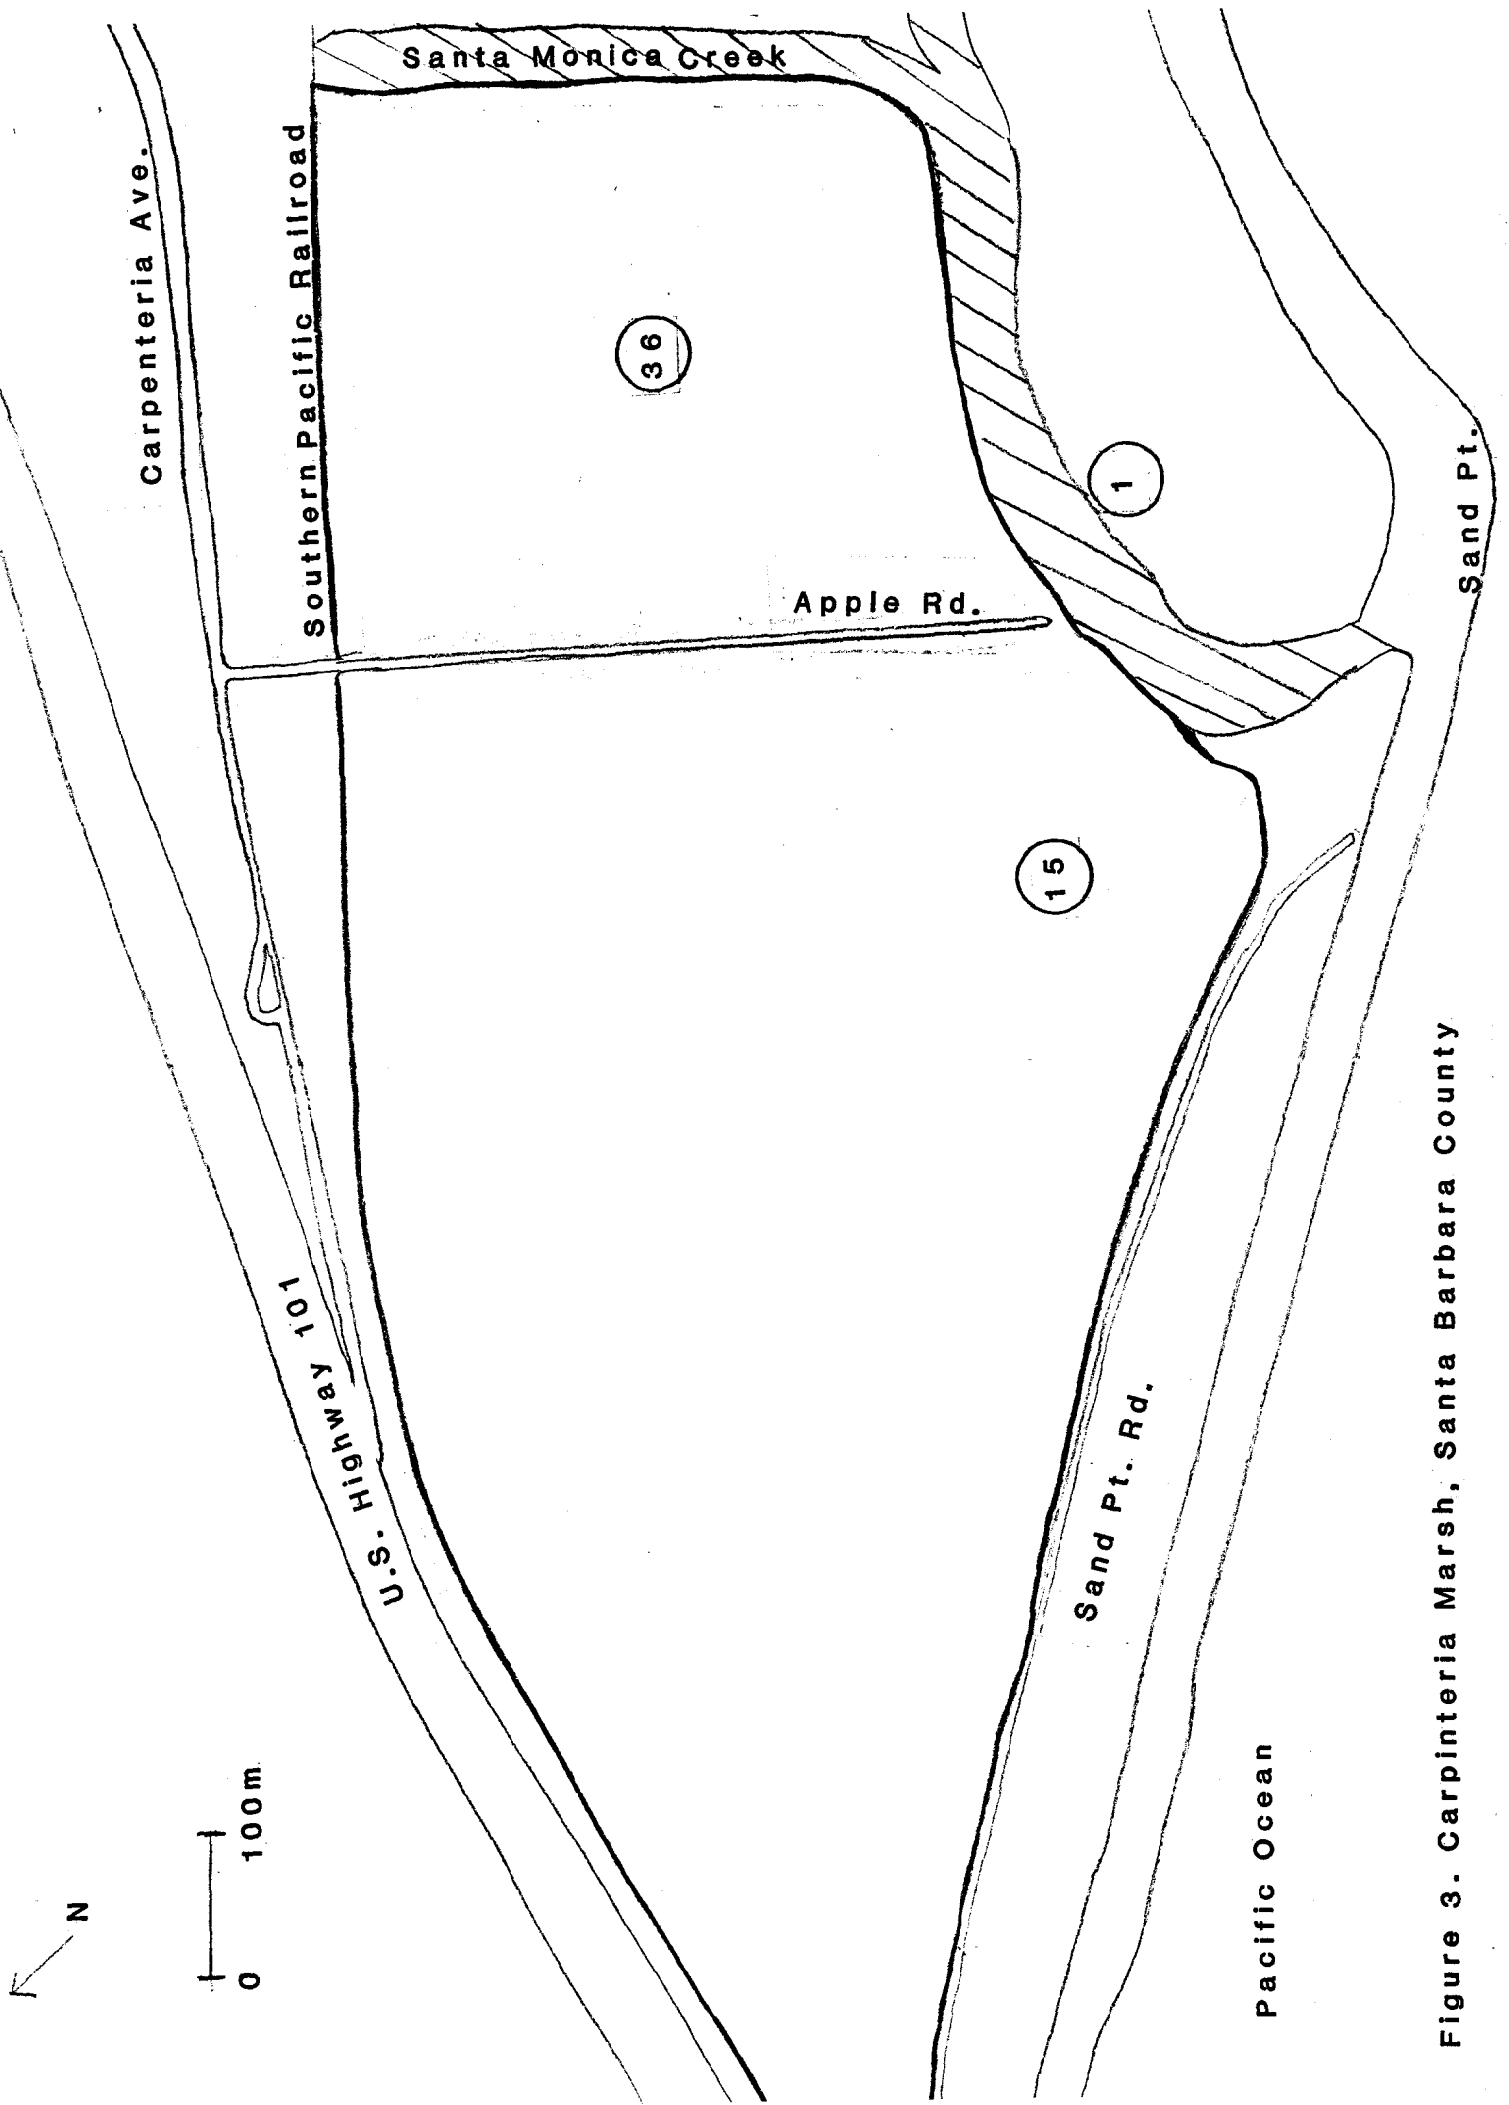 N
0 100m
U.S. Highway 101
Carpenteria Ave.
Southern Pacific Railroad
Santa Monica Creek
36
Apple Rd.
15
1
Sand Pt. Rd.
Sand Pt.
Pacific Ocean
Figure 3. Carpinteria Marsh, Santa Barbara County